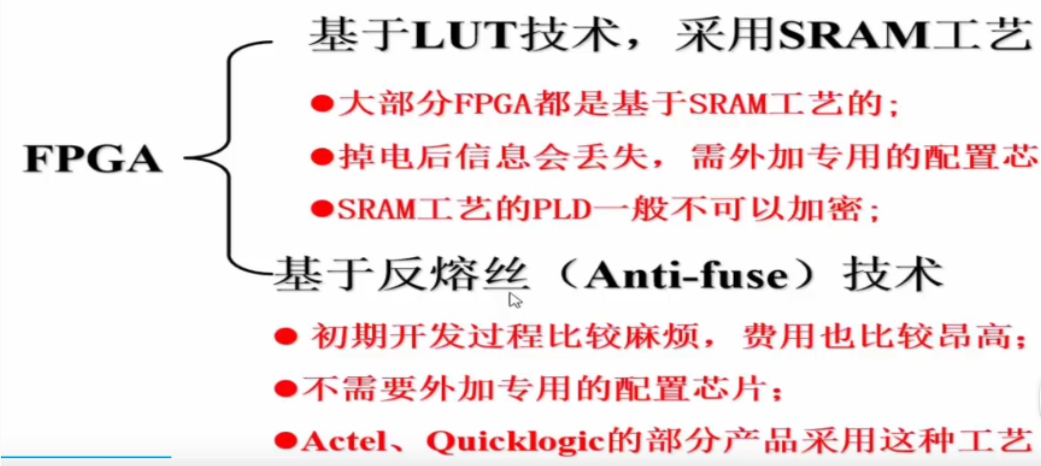 基于LUT技术，采用SRAM工艺
●大部分FPGA都是基于SRAM工艺的；
FPGA
●掉电后信息会丢失，需外加专用的配置芯
●SRAM工艺的PLD一般不可以加密；
基于反熔丝（Anti-fuse）技术
● 初期开发过程比较麻烦，费用也比较昂高；
●不需要外加专用的配置芯片；
●Actel、Quicklogic的部分产品采用这种工艺